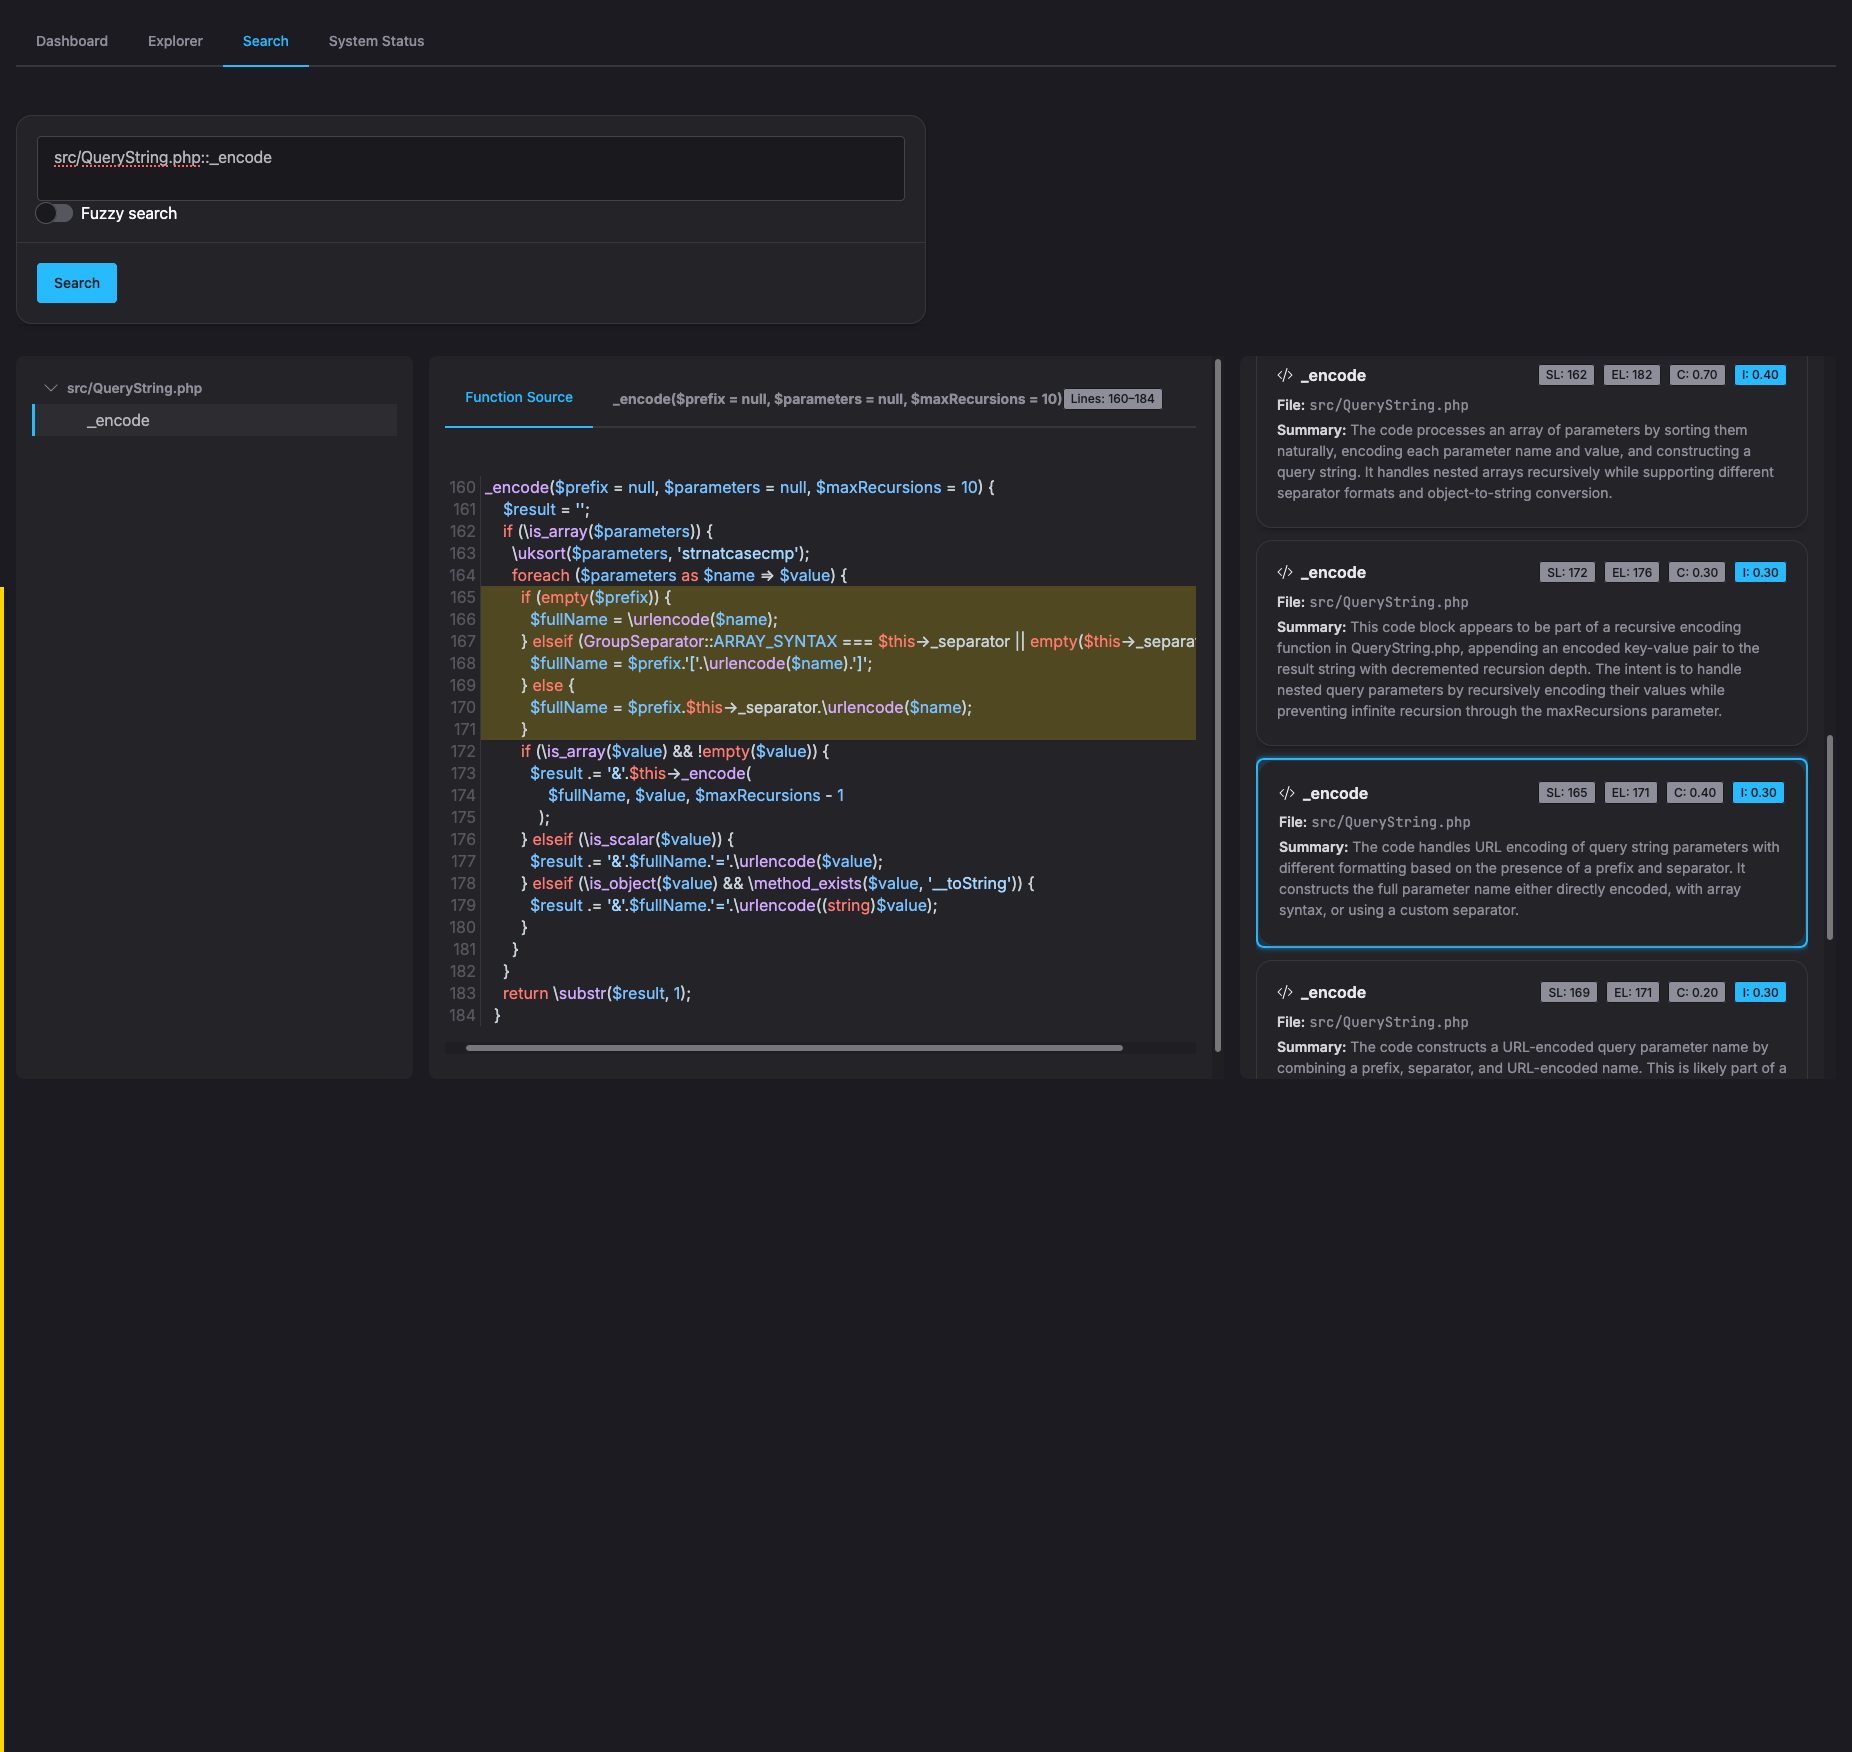 Dashboard Explorer Search System Status
src/QueryString.php::_encode
Fuzzy search
Search
src/QueryString.php
_encode
Function Source _encode($prefix = null, $parameters = null, $maxRecursions = 10) Lines: 160–184
160 _encode($prefix = null, $parameters = null, $maxRecursions = 10) {
161 $result = '';
162 if (\is_array($parameters)) {
163 \uksort($parameters, 'strnatcasecmp');
164 foreach ($parameters as $name => $value) {
165 if (empty($prefix)) {
166 $fullName = \urlencode($name);
167 } elseif (GroupSeparator::ARRAY_SYNTAX === $this->_separator || empty($this->_separa
168 $fullName = $prefix.'['.\urlencode($name).']';
169 } else {
170 $fullName = $prefix.$this->_separator.\urlencode($name);
171 }
172 if (\is_array($value) && !empty($value)) {
173 $result .= '&'.$this->_encode(
174 $fullName, $value, $maxRecursions - 1
175 );
176 } elseif (\is_scalar($value)) {
177 $result .= '&'.$fullName.'='.\urlencode($value);
178 } elseif (\is_object($value) && \method_exists($value, '__toString')) {
179 $result .= '&'.$fullName.'='.\urlencode((string)$value);
180 }
181 }
182 }
183 return \substr($result, 1);
184 }
</> _encode SL: 162 EL: 182 C: 0.70 I: 0.40
File: src/QueryString.php
Summary: The code processes an array of parameters by sorting them
naturally, encoding each parameter name and value, and constructing a
query string. It handles nested arrays recursively while supporting different
separator formats and object-to-string conversion.
</> _encode SL: 172 EL: 176 C: 0.30 I: 0.30
File: src/QueryString.php
Summary: This code block appears to be part of a recursive encoding
function in QueryString.php, appending an encoded key-value pair to the
result string with decremented recursion depth. The intent is to handle
nested query parameters by recursively encoding their values while
preventing infinite recursion through the maxRecursions parameter.
</> _encode SL: 165 EL: 171 C: 0.40 I: 0.30
File: src/QueryString.php
Summary: The code handles URL encoding of query string parameters with
different formatting based on the presence of a prefix and separator. It
constructs the full parameter name either directly encoded, with array
syntax, or using a custom separator.
</> _encode SL: 169 EL: 171 C: 0.20 I: 0.30
File: src/QueryString.php
Summary: The code constructs a URL-encoded query parameter name by
combining a prefix, separator, and URL-encoded name. This is likely part of a